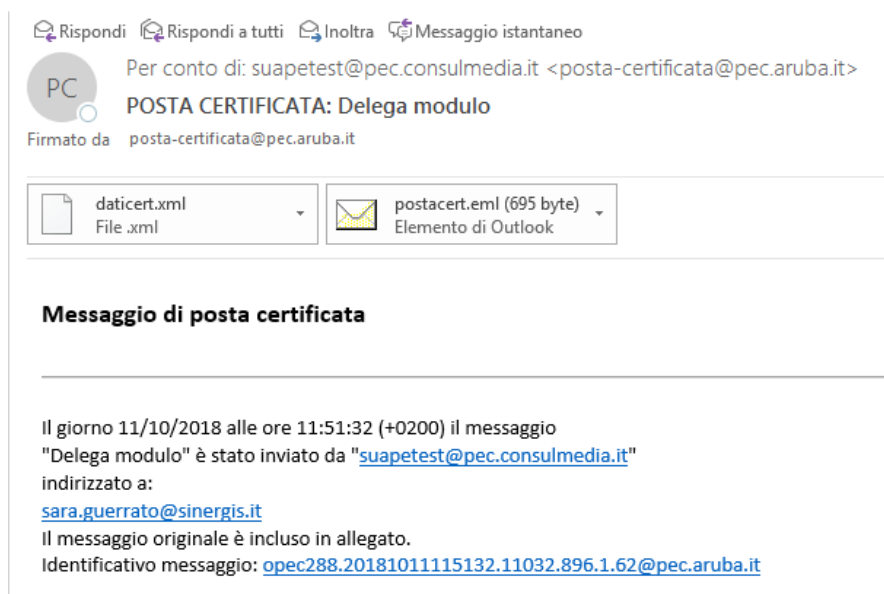 Rispondi Rispondi a tutti Inoltra Messaggio istantaneo
PC
Per conto di: suapetest@pec.consulmedia.it <posta-certificata@pec.aruba.it>
POSTA CERTIFICATA: Delega modulo
Firmato da posta-certificata@pec.aruba.it
daticert.xml
File .xml
postacert.eml (695 byte)
Elemento di Outlook
Messaggio di posta certificata
Il giorno 11/10/2018 alle ore 11:51:32 (+0200) il messaggio
"Delega modulo" è stato inviato da "suapetest@pec.consulmedia.it"
indirizzato a:
sara.guerrato@sinergis.it
Il messaggio originale è incluso in allegato.
Identificativo messaggio: opec288.20181011115132.11032.896.1.62@pec.aruba.it